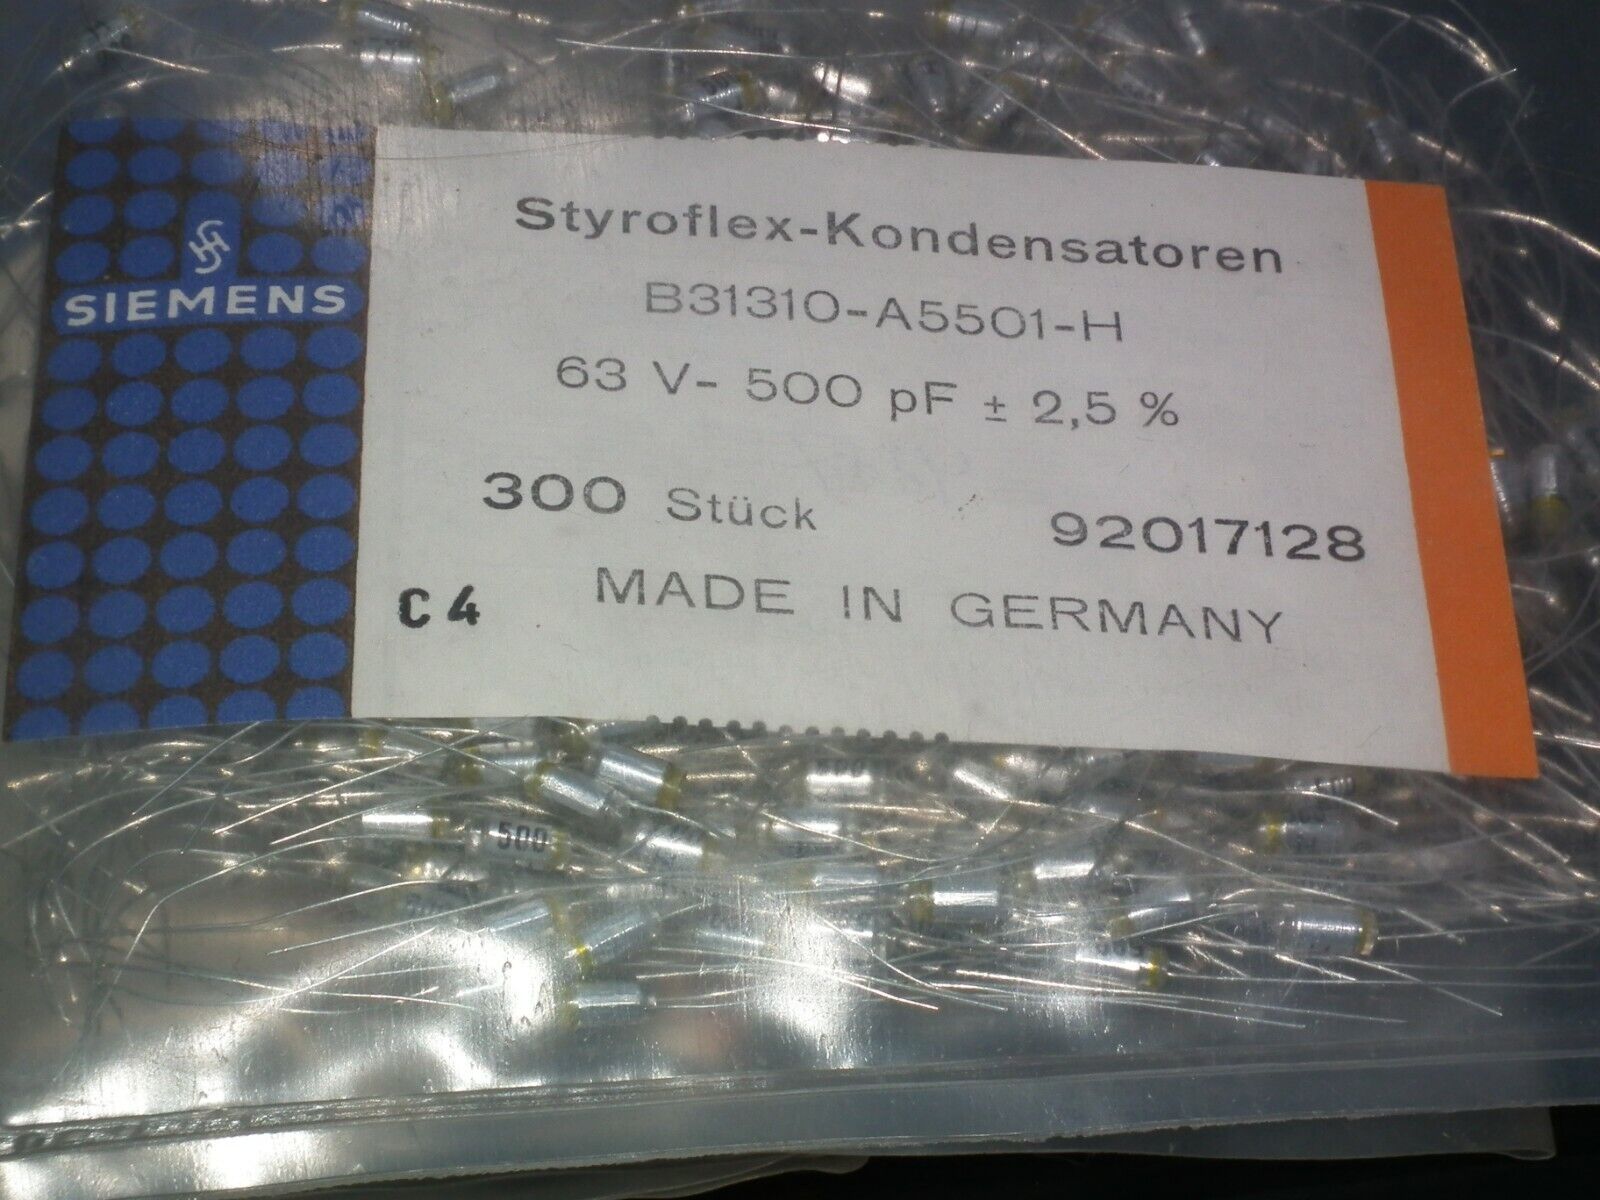 SIEMENS
Styroflex-Kondensatoren
B31310-A5501-H
63 V- 500 pF ± 2,5 %
300 Stück 92017128
C4 MADE IN GERMANY
500